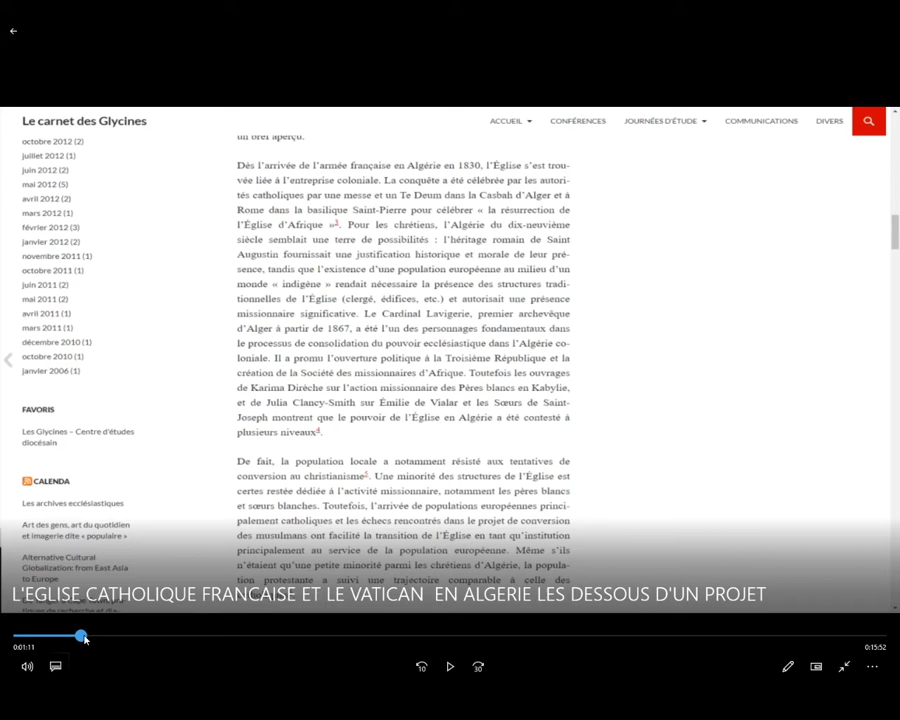 Le carnet des Glycines
ACCUEIL
CONFÉRENCES
JOURNÉES D'ÉTUDE
COMMUNICATIONS
DIVERS
octobre 2012 (2)
juillet 2012 (1)
juin 2012 (2)
mai 2012 (5)
avril 2012 (2)
mars 2012 (1)
février 2012 (3)
janvier 2012 (2)
novembre 2011 (1)
octobre 2011 (1)
juin 2011 (2)
mai 2011 (2)
avril 2011 (1)
mars 2011 (1)
décembre 2010 (1)
octobre 2010 (1)
janvier 2006 (1)
FAVORIS
Les Glycines – Centre d'études
diocésain
CALENDA
Les archives ecclésiastiques
Art des gens, art du quotidien
et imagerie dite « populaire »
Alternative Cultural
Globalization: from East Asia
to Europe
un bref aperçu.
Dès l'arrivée de l'armée française en Algérie en 1830, l'Église s'est trou-
vée liée à l'entreprise coloniale. La conquête a été célébrée par les autori-
tés catholiques par une messe et un Te Deum dans la Casbah d'Alger et à
Rome dans la basilique Saint-Pierre pour célébrer « la résurrection de
l'Église d'Afrique »3. Pour les chrétiens, l'Algérie du dix-neuvième
siècle semblait une terre de possibilités : l'héritage romain de Saint
Augustin fournissait une justification historique et morale de leur pré-
sence, tandis que l'existence d'une population européenne au milieu d'un
monde « indigène » rendait nécessaire la présence des structures tradi-
tionnelles de l'Église (clergé, édifices, etc.) et autorisait une présence
missionnaire significative. Le Cardinal Lavigerie, premier archevêque
d'Alger à partir de 1867, a été l'un des personnages fondamentaux dans
le processus de consolidation du pouvoir ecclésiastique dans l'Algérie co-
loniale. Il a promu l'ouverture politique à la Troisième République et la
création de la Société des missionnaires d'Afrique. Toutefois les ouvrages
de Karima Dirèche sur l'action missionnaire des Pères blancs en Kabylie,
et de Julia Clancy-Smith sur Émilie de Vialar et les Sœurs de Saint-
Joseph montrent que le pouvoir de l'Église en Algérie a été contesté à
plusieurs niveaux4.
De fait, la population locale a notamment résisté aux tentatives de
conversion au christianisme5. Une minorité des structures de l'Église est
certes restée dédiée à l'activité missionnaire, notamment les pères blancs
et sœurs blanches. Toutefois, l'arrivée de populations européennes princi-
palement catholiques et les échecs rencontrés dans le projet de conversion
des musulmans ont facilité la transition de l'Église en tant qu'institution
principalement au service de la population européenne. Même s'ils
n'étaient qu'une petite minorité parmi les chrétiens d'Algérie, la popula-
tion protestante a suivi une trajectoire comparable à celle des
L'EGLISE CATHOLIQUE FRANCAISE ET LE VATICAN EN ALGERIE LES DESSOUS D'UN PROJET
0:01:11
0:15:52
10
30